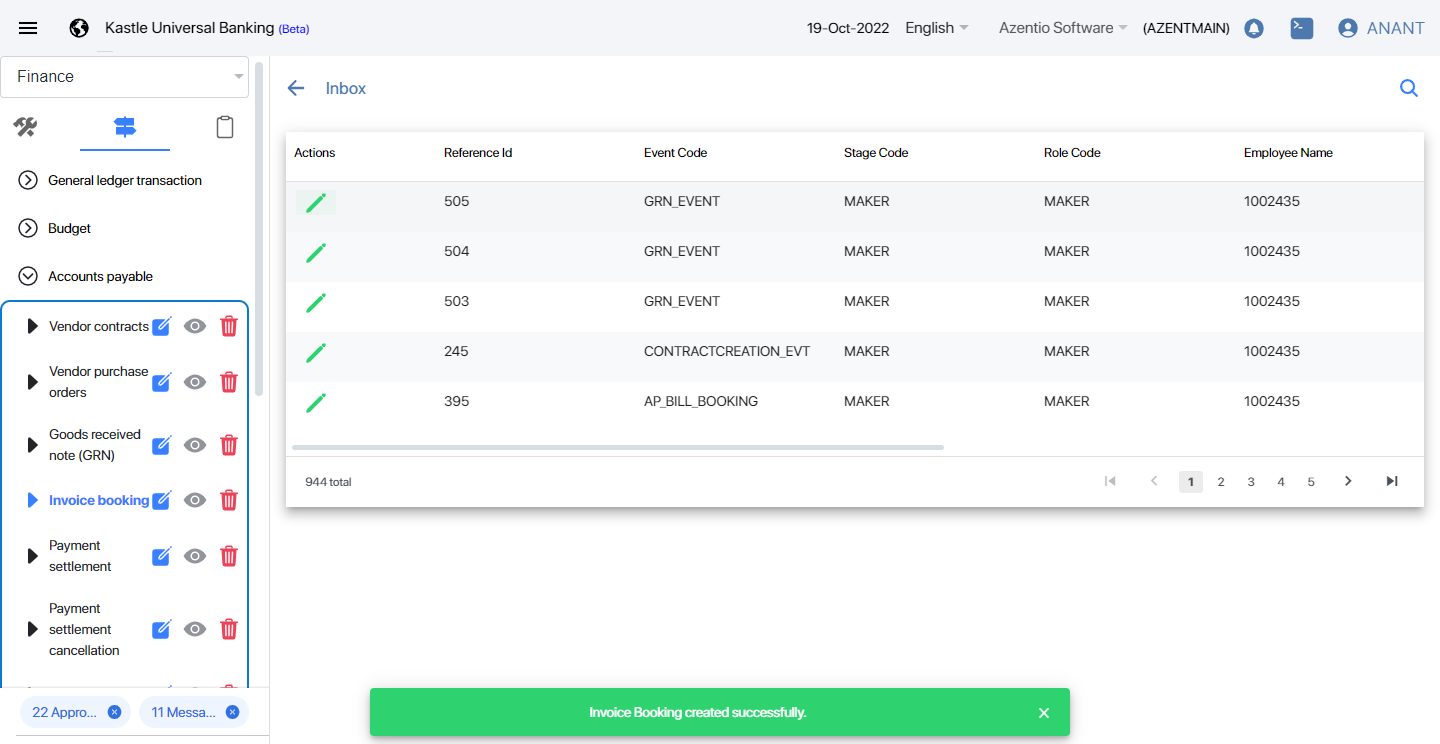 Kastle Universal Banking (Beta)
19-Oct-2022
English
Azentio Software
(AZENTMAIN)
ANANT
Finance
General ledger transaction
Budget
Accounts payable
Vendor contracts
Vendor purchase
orders
Goods received
note (GRN)
Invoice booking
Payment
settlement
Payment
settlement
cancellation
22 Appro...
11 Messa...
Inbox
Actions Reference Id Event Code Stage Code Role Code Employee Name
505 GRN_EVENT MAKER MAKER 1002435
504 GRN_EVENT MAKER MAKER 1002435
503 GRN_EVENT MAKER MAKER 1002435
245 CONTRACTCREATION_EVT MAKER MAKER 1002435
395 AP_BILL_BOOKING MAKER MAKER 1002435
944 total
1 2 3 4 5
Invoice Booking created successfully.